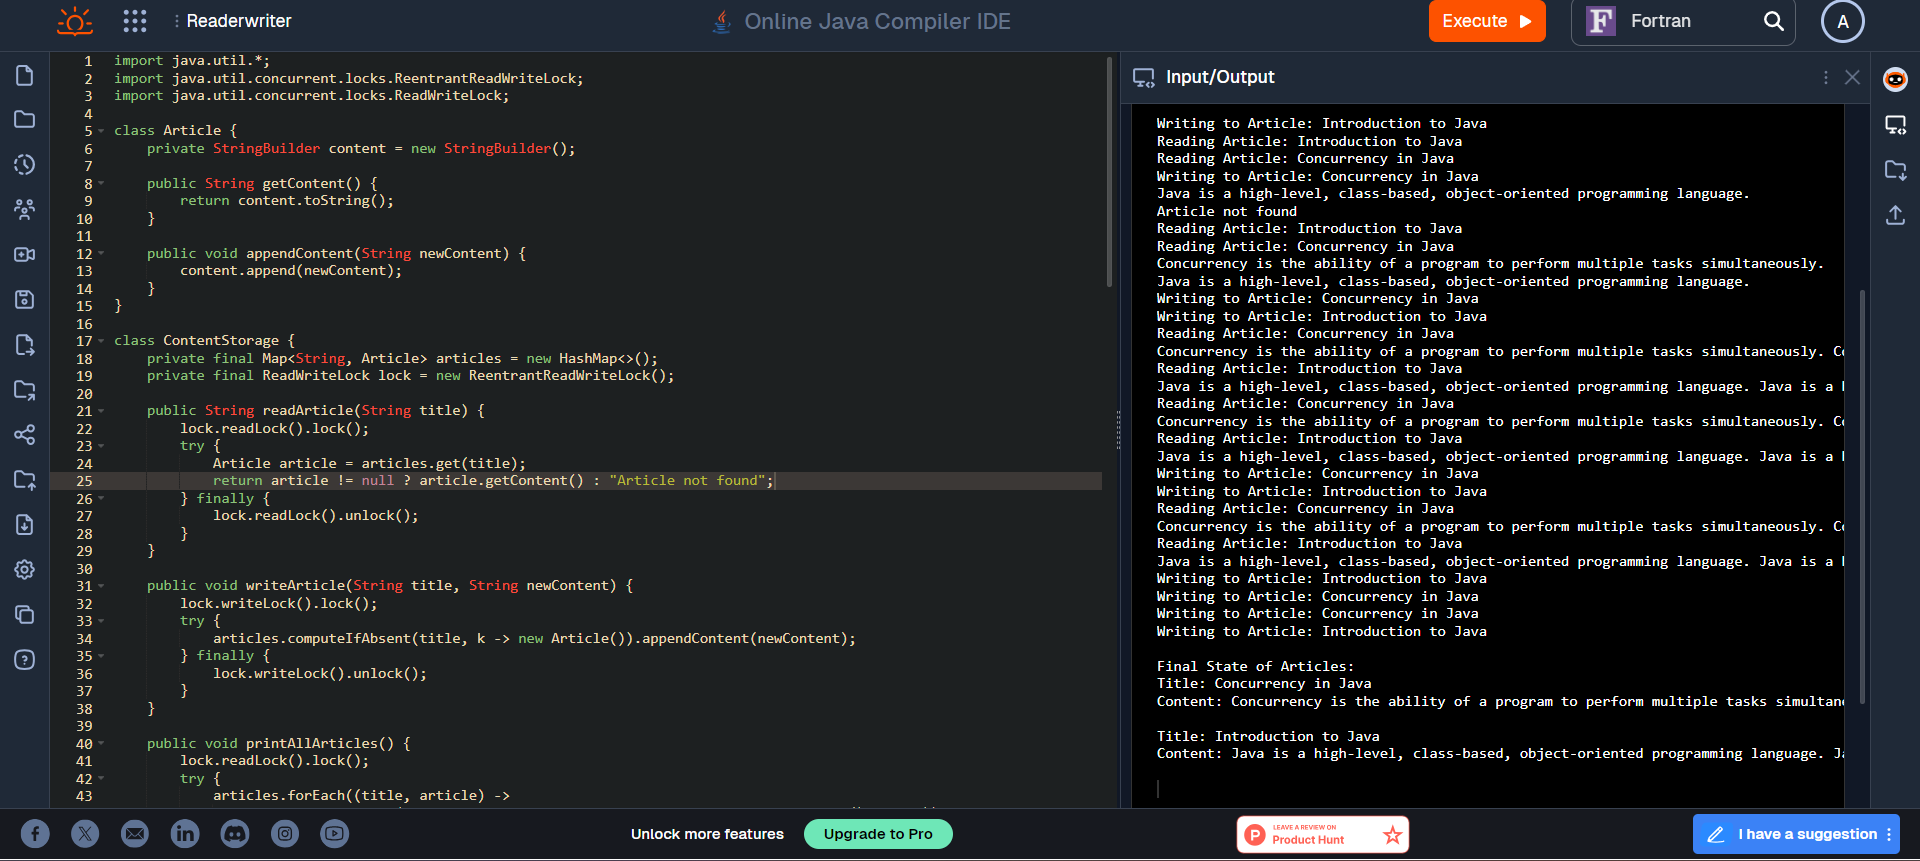 Readerwriter
Online Java Compiler IDE
Execute
Fortran
A
1 import java.util.*;
2 import java.util.concurrent.locks.ReentrantReadWriteLock;
3 import java.util.concurrent.locks.ReadWriteLock;
4
5 class Article {
6 private StringBuilder content = new StringBuilder();
7
8 public String getContent() {
9 return content.toString();
10 }
11
12 public void appendContent(String newContent) {
13 content.append(newContent);
14 }
15 }
16
17 class ContentStorage {
18 private final Map<String, Article> articles = new HashMap<>();
19 private final ReadWriteLock lock = new ReentrantReadWriteLock();
20
21 public String readArticle(String title) {
22 lock.readLock().lock();
23 try {
24 Article article = articles.get(title);
25 return article != null ? article.getContent() : "Article not found";
26 } finally {
27 lock.readLock().unlock();
28 }
29 }
30
31 public void writeArticle(String title, String newContent) {
32 lock.writeLock().lock();
33 try {
34 articles.computeIfAbsent(title, k -> new Article()).appendContent(newContent);
35 } finally {
36 lock.writeLock().unlock();
37 }
38 }
39
40 public void printAllArticles() {
41 lock.readLock().lock();
42 try {
43 articles.forEach((title, article) ->
Input/Output
Writing to Article: Introduction to Java
Reading Article: Introduction to Java
Reading Article: Concurrency in Java
Writing to Article: Concurrency in Java
Java is a high-level, class-based, object-oriented programming language.
Article not found
Reading Article: Introduction to Java
Reading Article: Concurrency in Java
Concurrency is the ability of a program to perform multiple tasks simultaneously.
Java is a high-level, class-based, object-oriented programming language.
Writing to Article: Concurrency in Java
Writing to Article: Introduction to Java
Reading Article: Concurrency in Java
Concurrency is the ability of a program to perform multiple tasks simultaneously.
Reading Article: Introduction to Java
Java is a high-level, class-based, object-oriented programming language. Java is a
Reading Article: Concurrency in Java
Concurrency is the ability of a program to perform multiple tasks simultaneously.
Reading Article: Introduction to Java
Java is a high-level, class-based, object-oriented programming language. Java is a
Writing to Article: Concurrency in Java
Writing to Article: Introduction to Java
Reading Article: Concurrency in Java
Concurrency is the ability of a program to perform multiple tasks simultaneously.
Reading Article: Introduction to Java
Java is a high-level, class-based, object-oriented programming language. Java is a
Writing to Article: Introduction to Java
Writing to Article: Concurrency in Java
Writing to Article: Concurrency in Java
Writing to Article: Introduction to Java
Final State of Articles:
Title: Concurrency in Java
Content: Concurrency is the ability of a program to perform multiple tasks simultan
Title: Introduction to Java
Content: Java is a high-level, class-based, object-oriented programming language.
Unlock more features
Upgrade to Pro
LEAVE A REVIEW ON
Product Hunt
I have a suggestion